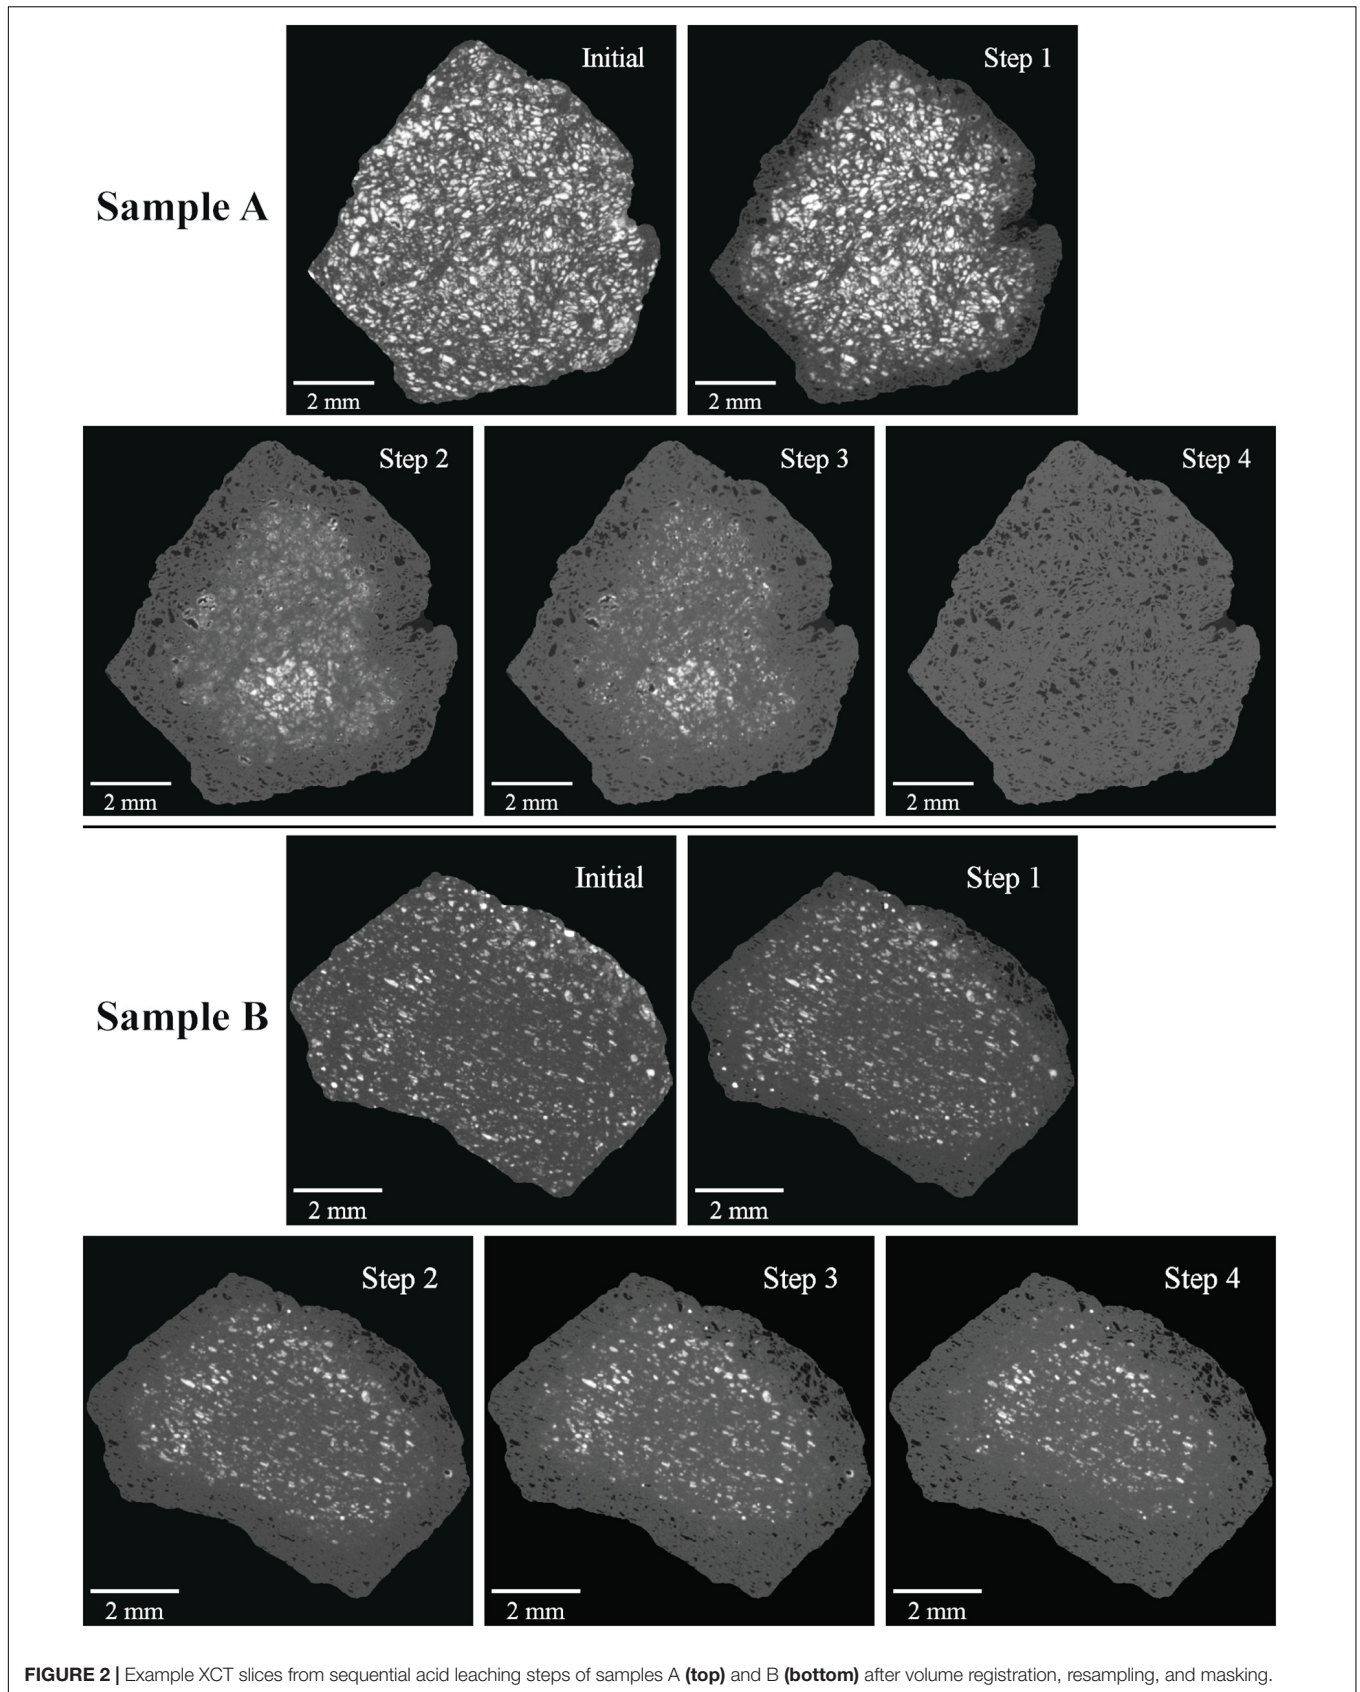 Initial
Step 1
Sample A
2 mm
2 mm
Step 2
Step 3
Step 4
2 mm
2 mm
2 mm
Initial
Step 1
Sample B
2 mm
2 mm
Step 2
Step 3
Step 4
2 mm
2 mm
2 mm
FIGURE 2 | Example XCT slices from sequential acid leaching steps of samples A (top) and B (bottom) after volume registration, resampling, and masking.